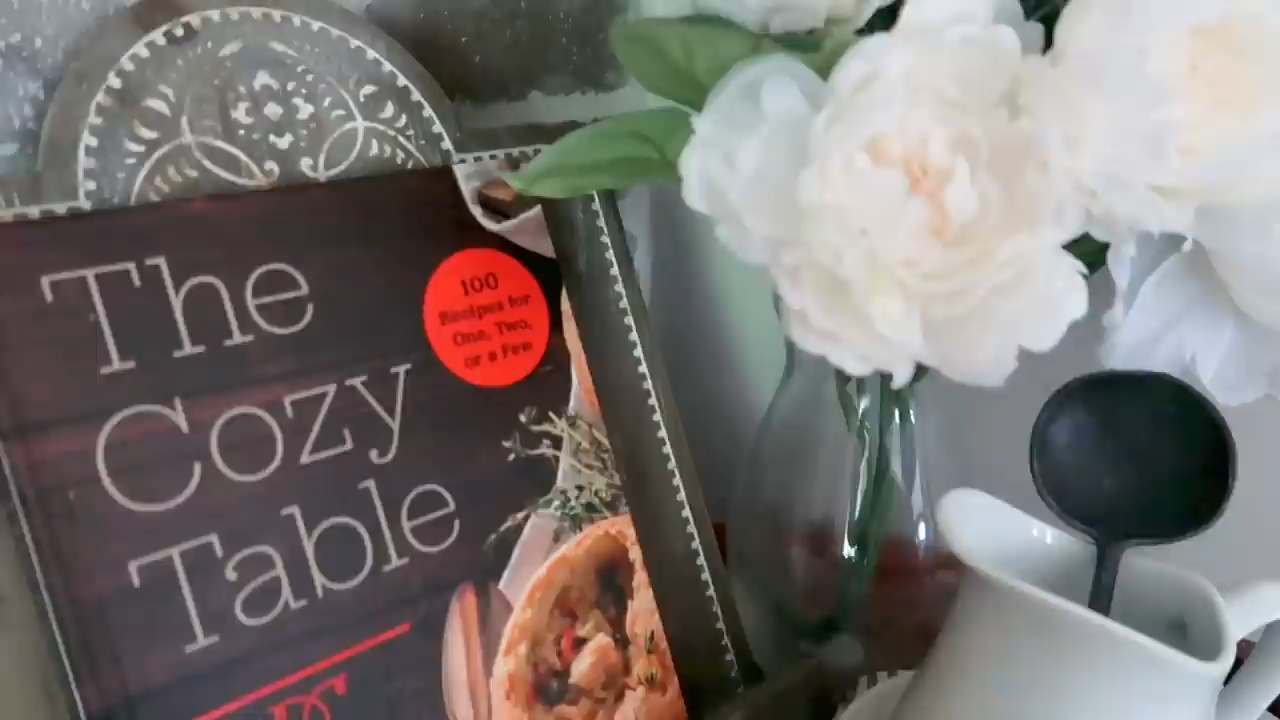 The
Cozy
Table
100
Recipes for
One, Two,
or a Few